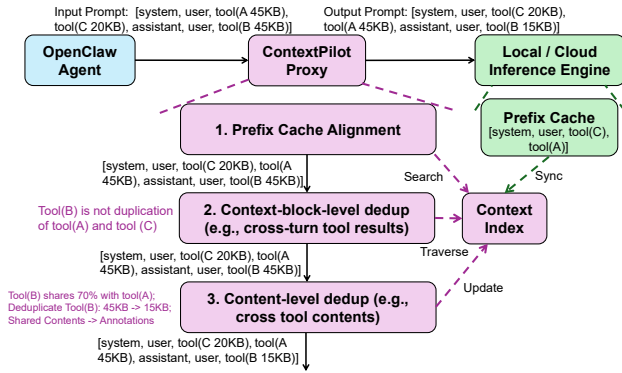 Input Prompt: [system, user, tool(A 45KB),
tool(C 20KB), assistant, user, tool(B 45KB)]
Output Prompt: [system, user, tool(C 20KB),
tool(A 45KB), assistant, user, tool(B 15KB)]
OpenClaw
Agent
ContextPilot
Proxy
Local / Cloud
Inference Engine
Prefix Cache
[system, user, tool(C),
tool(A)]
1. Prefix Cache Alignment
[system, user, tool(C 20KB), tool(A
45KB), assistant, user, tool(B 45KB)]
Search
Sync
Tool(B) is not duplication
of tool(A) and tool (C)
2. Context-block-level dedup
(e.g., cross-turn tool results)
Context
Index
Traverse
[system, user, tool(C 20KB), tool(A
45KB), assistant, user, tool(B 45KB)]
Update
Tool(B) shares 70% with tool(A);
Deduplicate Tool(B): 45KB -> 15KB;
Shared Contents -> Annotations
3. Content-level dedup (e.g.,
cross tool contents)
[system, user, tool(C 20KB), tool(A
45KB), assistant, user, tool(B 15KB)]